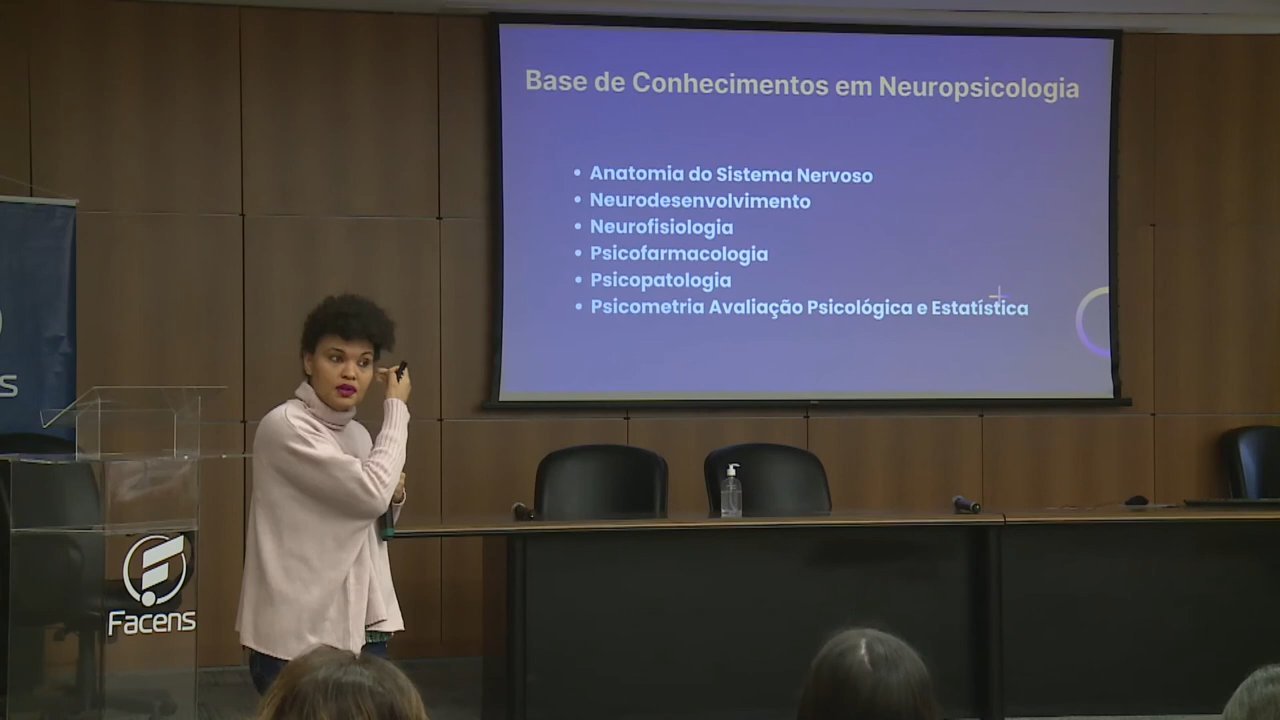 Base de Conhecimentos em Neuropsicologia
• Anatomia do Sistema Nervoso
• Neurodesenvolvimento
• Neurofisiologia
• Psicofarmacologia
• Psicopatologia
• Psicometria Avaliação Psicológica e Estatística
s
Facens